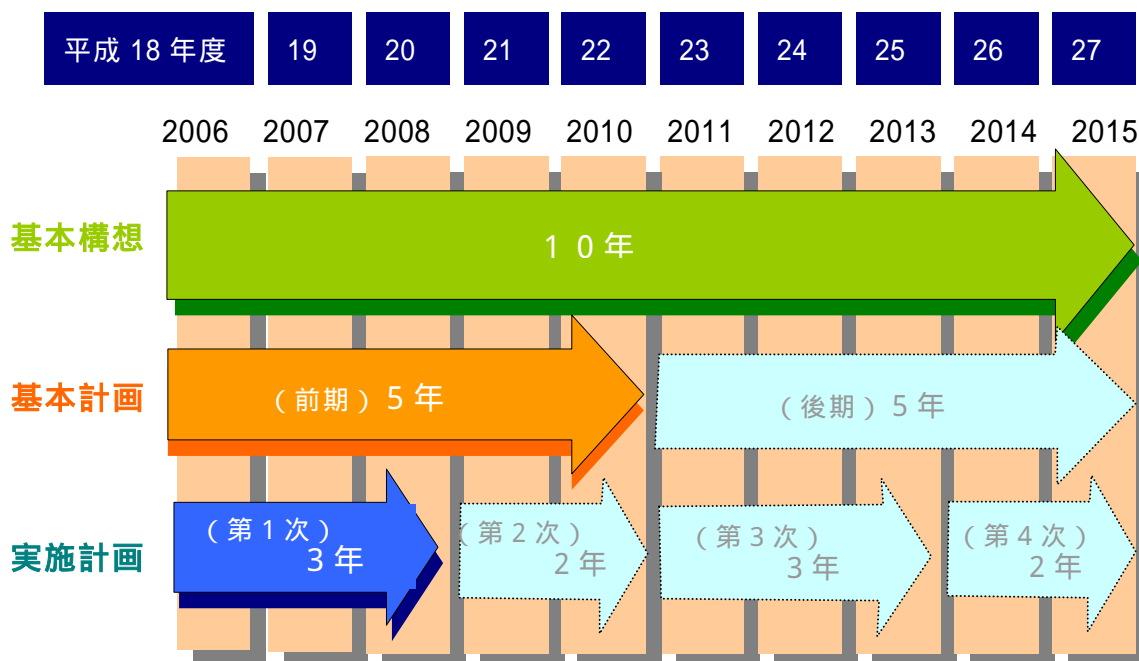 平成 18 年度 19 20 21 22 23 24 25 26 27
2006 2007 2008 2009 2010 2011 2012 2013 2014 2015
基本構想
１０年
基本計画
（前期）５年
（後期）５年
実施計画
（第１次）
３年
（第２次）
２年
（第３次）
３年
（第４次）
２年